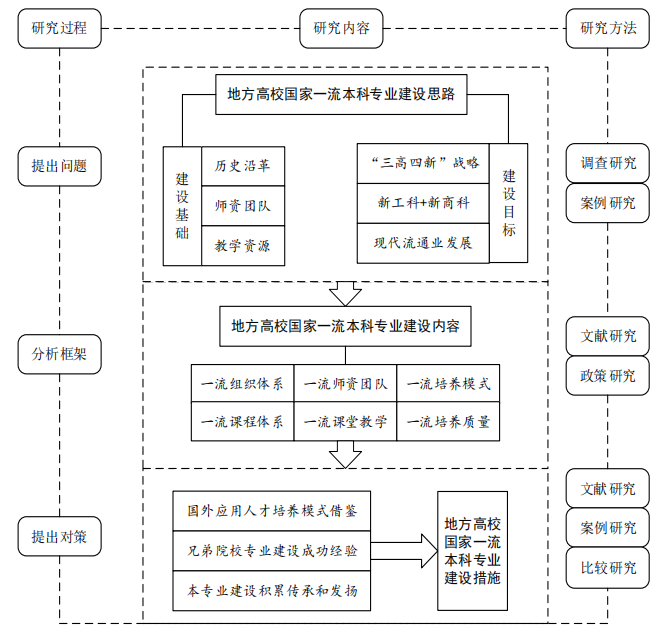 研究过程
研究内容
研究方法
地方高校国家一流本科专业建设思路
提出问题
建设基础
历史沿革
师资团队
教学资源
“三高四新”战略
新工科+新商科
现代流通业发展
建设目标
调查研究
案例研究
地方高校国家一流本科专业建设内容
分析框架
一流组织体系
一流师资团队
一流培养模式
一流课程体系
一流课堂教学
一流培养质量
文献研究
政策研究
提出对策
国外应用人才培养模式借鉴
兄弟院校专业建设成功经验
本专业建设积累传承和发扬
地方高校
国家一流
本科专业
建设措施
文献研究
案例研究
比较研究